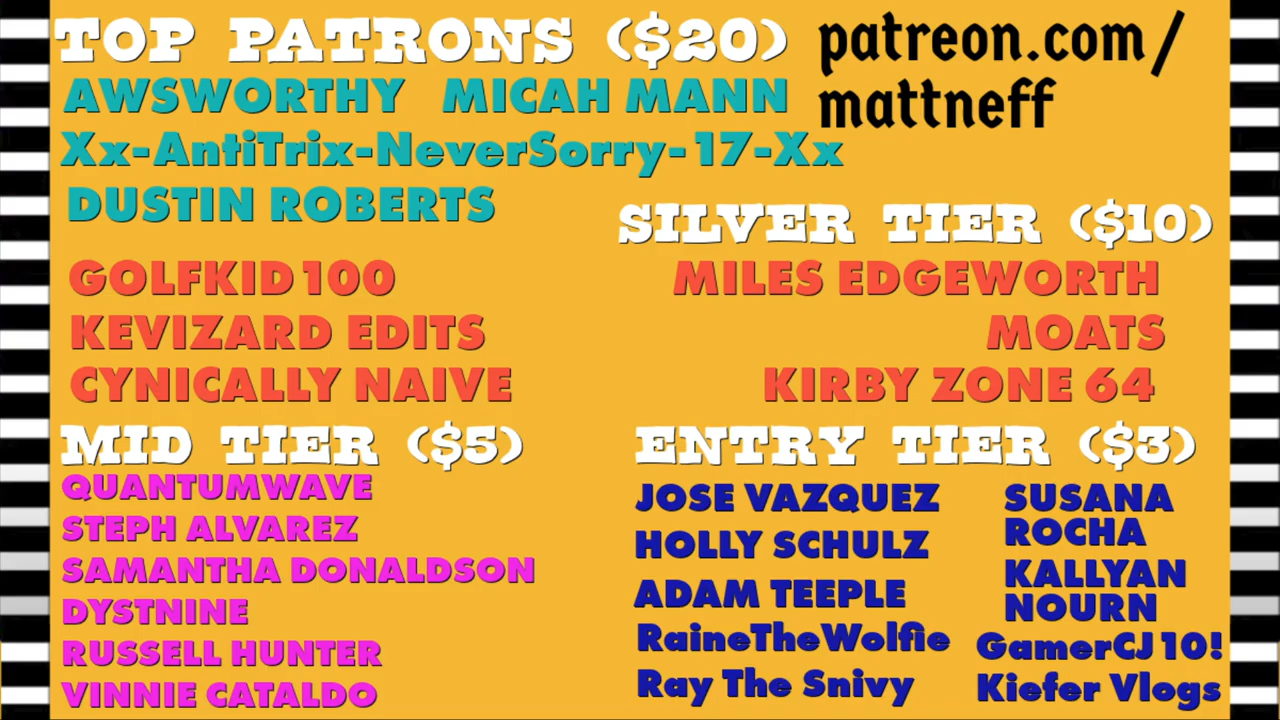 TOP PATRONS ($20)
patreon.com/
mattneff
AWSWORTHY MICAH MANN
Xx-AntiTrix-NeverSorry-17-Xx
DUSTIN ROBERTS
SILVER TIER ($10)
GOLFKID100
MILES EDGEWORTH
KEVIZARD EDITS
MOATS
CYNICALLY NAIVE
KIRBY ZONE 64
MID TIER ($5)
QUANTUMWAVE
STEPH ALVAREZ
SAMANTHA DONALDSON
DYSTNINE
RUSSELL HUNTER
VINNIE CATALDO
ENTRY TIER ($3)
JOSE VAZQUEZ
HOLLY SCHULZ
ADAM TEEPLE
RaineTheWolfie
Ray The Snivy
SUSANA
ROCHA
KALLYAN
NOURN
GamerCJ10!
Kiefer Vlogs